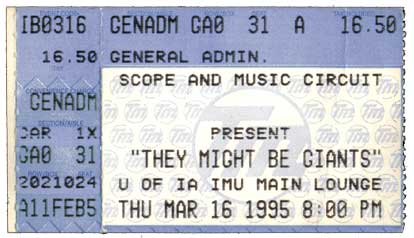 IB0316 GENADM GA0 31 A 16.50
16.50 GENERAL ADMIN.
SCOPE AND MUSIC CIRCUIT
GENADM
CAR 1X PRESENT
GA0 31 "THEY MIGHT BE GIANTS"
2021024 U OF IA IMU MAIN LOUNGE
A11FEB5 THU MAR 16 1995 8:00 PM